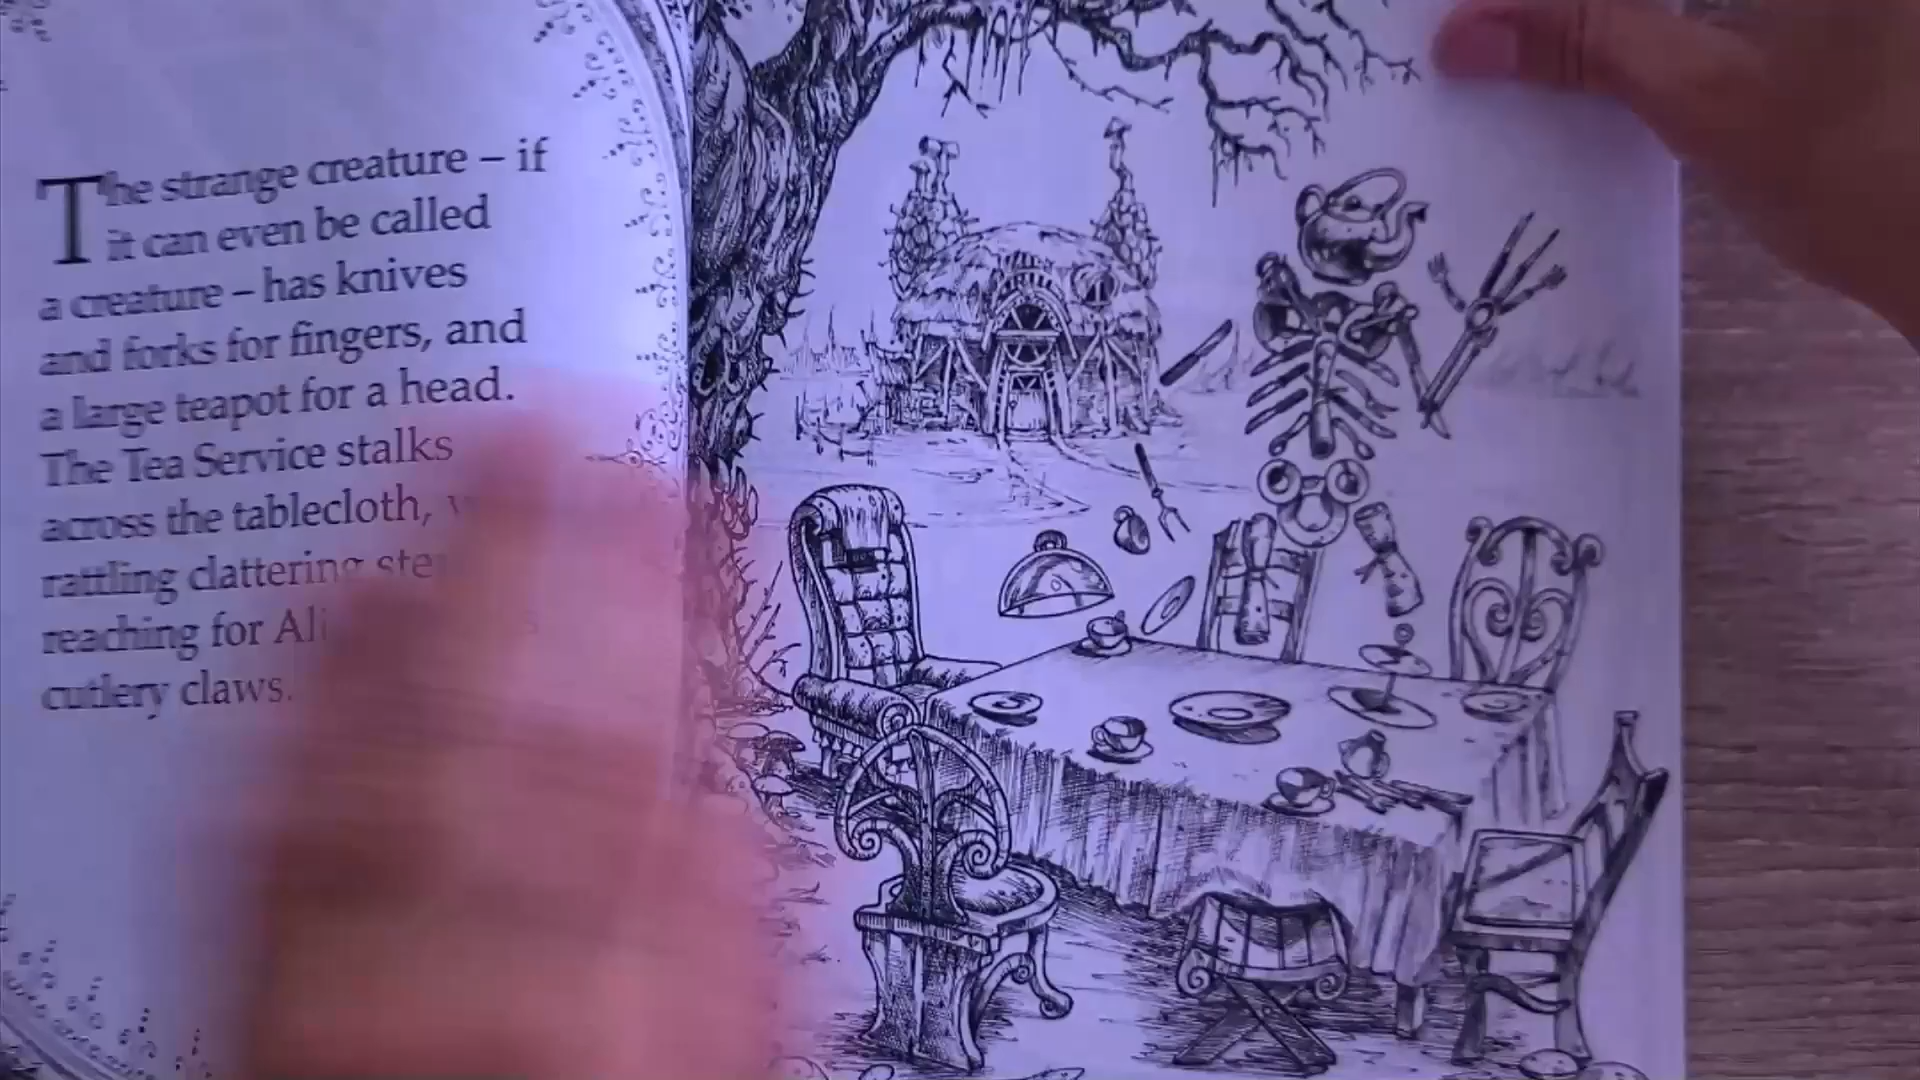 The strange creature – if
it can even be called
a creature – has knives
and forks for fingers, and
a large teapot for a head.
The Tea Service stalks
across the tablecloth,
rattling clattering
reaching for
cutlery claws.